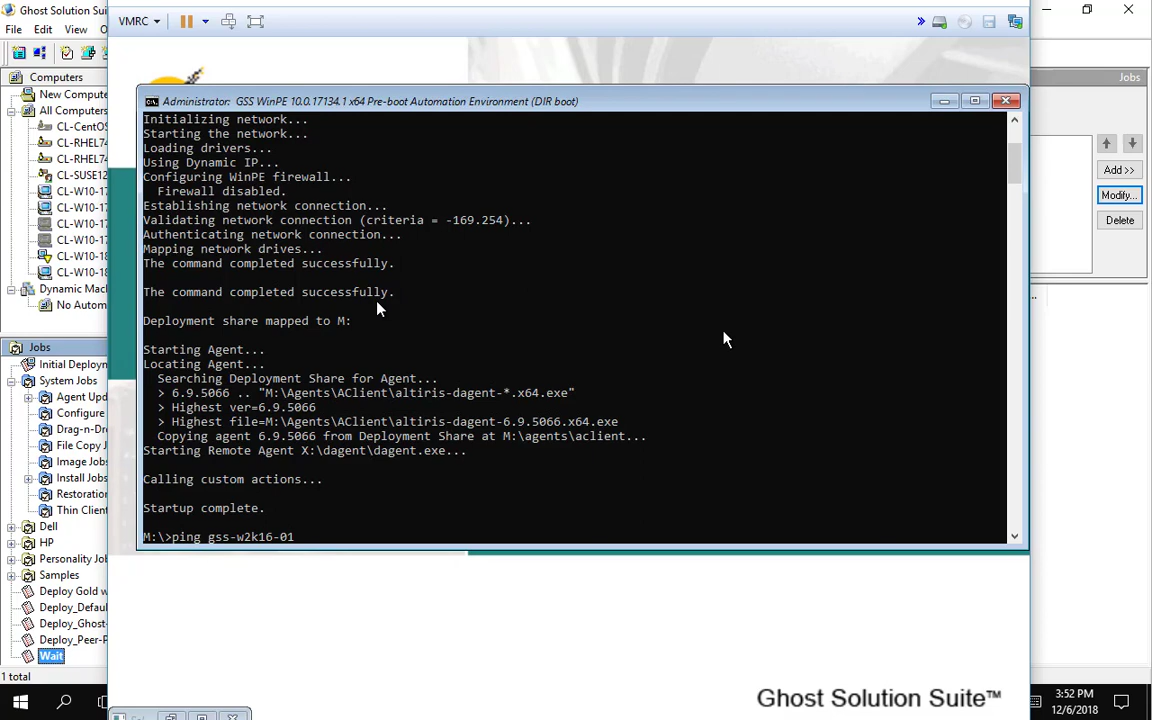 Ghost Solution Suite
File Edit View
VMRC
Computers
Jobs
New Compute
All Computers
CL-CentOS
CL-RHEL74
CL-RHEL74
CL-SUSE12
CL-W10-17
CL-W10-17
CL-W10-17
CL-W10-17
CL-W10-18
CL-W10-18
Dynamic Mac
No Autom
Add >>
Modify...
Delete
Administrator: GSS WinPE 10.0.17134.1 x64 Pre-boot Automation Environment (DIR boot)
Initializing network...
Starting the network...
Loading drivers...
Using Dynamic IP...
Configuring WinPE firewall...
Firewall disabled.
Establishing network connection...
Validating network connection (criteria = -169.254)...
Authenticating network connection...
Mapping network drives...
The command completed successfully.
The command completed successfully.
Deployment share mapped to M:
Starting Agent...
Locating Agent...
Searching Deployment Share for Agent...
> 6.9.5066 .. "M:\Agents\AClient\altiris-dagent-*.x64.exe"
> Highest ver=6.9.5066
> Highest file=M:\Agents\AClient\altiris-dagent-6.9.5066.x64.exe
Copying agent 6.9.5066 from Deployment Share at M:\agents\aclient...
Starting Remote Agent X:\dagent\dagent.exe...
Calling custom actions...
Startup complete.
M:\>ping gss-w2k16-01
Jobs
Initial Deploym
System Jobs
Agent Upd
Configure
Drag-n-Dr
File Copy J
Image Jobs
Install Jobs
Restoration
Thin Client
Dell
HP
Personality Jo
Samples
Deploy Gold w
Deploy_Defau
Deploy_Ghost-
Deploy_Peer-P
Wait
1 total
Ghost Solution Suite™
3:52 PM
12/6/2018